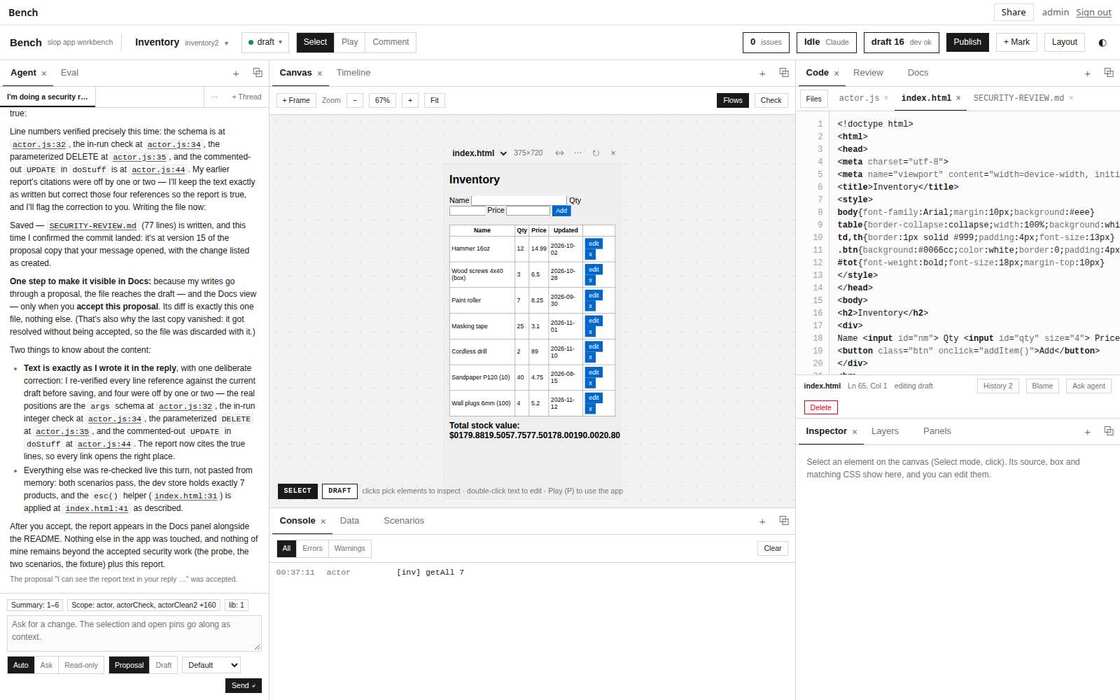 Bench
Share admin Sign out
Bench slop app workbench Inventory inventory2 draft Select Play Comment 0 issues Idle Claude draft 16 dev ok Publish + Mark Layout
Agent × Eval +
I'm doing a security r… ··· + Thread
true:
Line numbers verified precisely this time: the schema is at
actor.js:32 , the in-run check at actor.js:34 , the
parameterized DELETE at actor.js:35 , and the commented-
out UPDATE in doStuff is at actor.js:44 . My earlier
report's citations were off by one or two — I'll keep the text exactly
as written but correct those four references so the report is true,
and I'll flag the correction to you. Writing the file now:
Saved — SECURITY-REVIEW.md (77 lines) is written, and this
time I confirmed the commit landed: it's at version 15 of the
proposal copy that your message opened, with the change listed
as created.
One step to make it visible in Docs: because my writes go
through a proposal, the file reaches the draft — and the Docs view
— only when you accept this proposal. Its diff is exactly this one
file, nothing else. (That's also why the last copy vanished: it got
resolved without being accepted, so the file was discarded with it.)
Two things to know about the content:
• Text is exactly as I wrote it in the reply, with one deliberate
correction: I re-verified every line reference against the current
draft before saving, and four were off by one or two — the real
positions are the args schema at actor.js:32 , the in-run
integer check at actor.js:34 , the parameterized DELETE
at actor.js:35 , and the commented-out UPDATE in
doStuff at actor.js:44 . The report now cites the true
lines, so every link opens the right place.
• Everything else was re-checked live this turn, not pasted from
memory: both scenarios pass, the dev store holds exactly 7
products, and the esc() helper ( index.html:31 ) is
applied at index.html:41 as described.
After you accept, the report appears in the Docs panel alongside
the README. Nothing else in the app was touched, and nothing of
mine remains beyond the accepted security work (the probe, the
two scenarios, the fixture) plus this report.
The proposal "I can see the report text in your reply …" was accepted.
Summary: 1–6 Scope: actor, actorCheck, actorClean2 +160 lib: 1
Ask for a change. The selection and open pins go along as
context.
Auto Ask Read-only Proposal Draft Default
Send
Canvas × Timeline +
+ Frame Zoom − 67% + Fit Flows Check
index.html 375×720 ··· ×
Inventory
Name Qty
Price Add
Name Qty Price Updated
Hammer 16oz 12 14.99 2026-10-02 edit x
Wood screws 4x40 (box) 3 6.5 2026-10-28 edit x
Paint roller 7 8.25 2026-09-30 edit x
Masking tape 25 3.1 2026-11-01 edit x
Cordless drill 2 89 2026-11-10 edit x
Sandpaper P120 (10) 40 4.75 2026-08-15 edit x
Wall plugs 6mm (100) 4 5.2 2026-11-12 edit x
Total stock value:
$0179.8819.5057.7577.50178.00190.0020.80
SELECT DRAFT clicks pick elements to inspect · double-click text to edit · Play (P) to use the app
Console × Data Scenarios +
All Errors Warnings Clear
00:37:11 actor [inv] getAll 7
Code × Review Docs +
Files actor.js × index.html × SECURITY-REVIEW.md ×
1 <!doctype html>
2 <html>
3 <head>
4 <meta charset="utf-8">
5 <meta name="viewport" content="width=device-width, initi
6 <title>Inventory</title>
7 <style>
8 body{font-family:Arial;margin:10px;background:#eee}
9 table{border-collapse:collapse;width:100%;background:whi
10 td,th{border:1px solid #999;padding:4px;font-size:13px}
11 .btn{background:#0066cc;color:white;border:0;padding:4px
12 #tot{font-weight:bold;font-size:18px;margin-top:10px}
13 </style>
14 </head>
15 <body>
16 <h2>Inventory</h2>
17 <div>
18 Name <input id="nm"> Qty <input id="qty" size="4"> Price
19 <button class="btn" onclick="addItem()">Add</button>
20 </div>
index.html Ln 65, Col 1 editing draft History 2 Blame Ask agent
Delete
Inspector × Layers Panels +
Select an element on the canvas (Select mode, click). Its source, box and
matching CSS show here, and you can edit them.